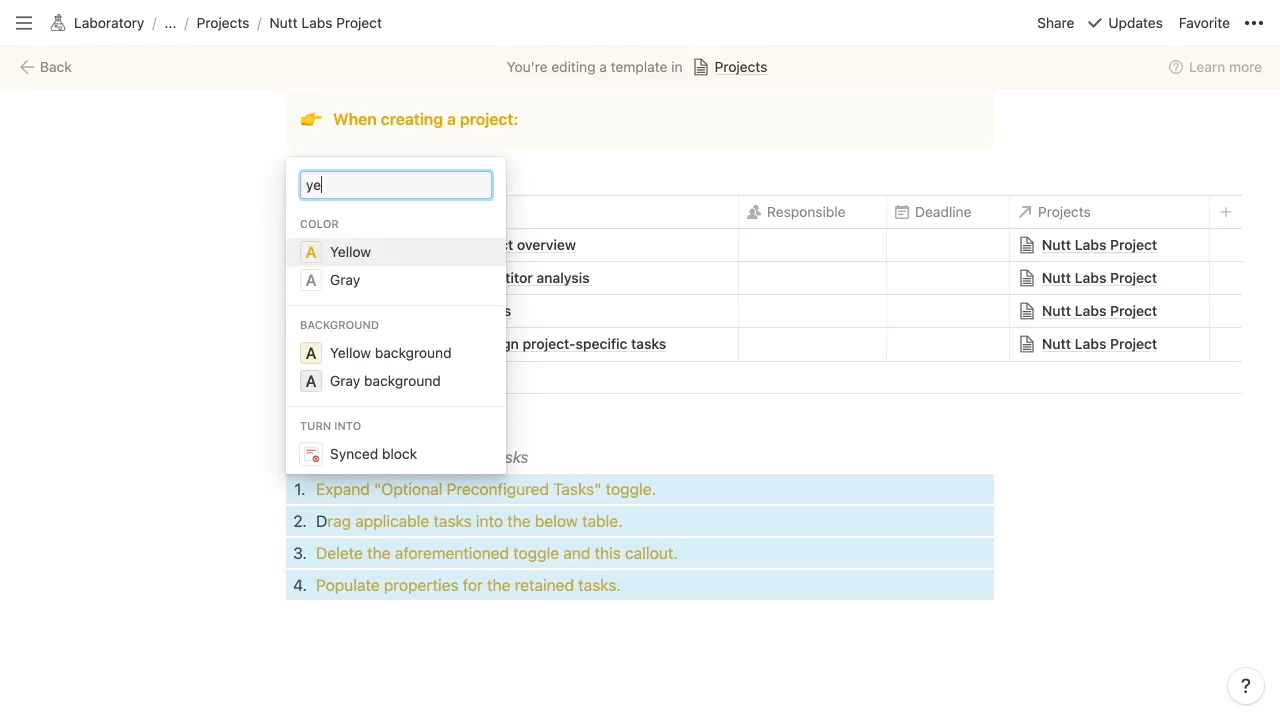 Laboratory / ... / Projects / Nutt Labs Project Share Updates Favorite •••
Back You're editing a template in Projects Learn more
When creating a project:
ye
COLOR
A Yellow
A Gray
BACKGROUND
A Yellow background
A Gray background
TURN INTO
Synced block
Responsible Deadline Projects +
ct overview Nutt Labs Project
titor analysis Nutt Labs Project
s Nutt Labs Project
gn project-specific tasks Nutt Labs Project
sks
1. Expand "Optional Preconfigured Tasks" toggle.
2. Drag applicable tasks into the below table.
3. Delete the aforementioned toggle and this callout.
4. Populate properties for the retained tasks.
?